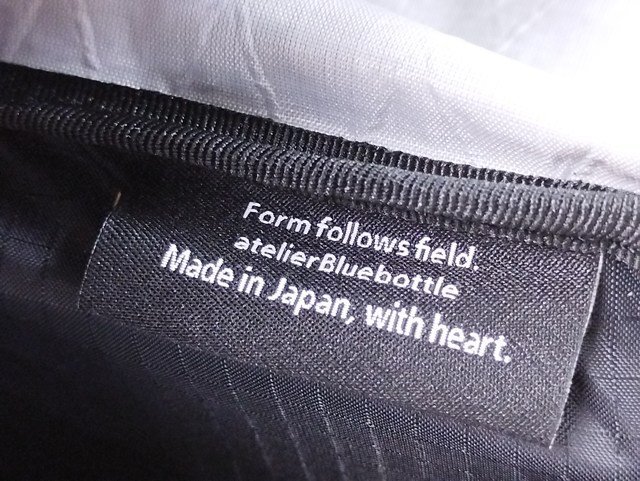 Form follows field.
atelierBluebottle
Made in Japan, with heart.